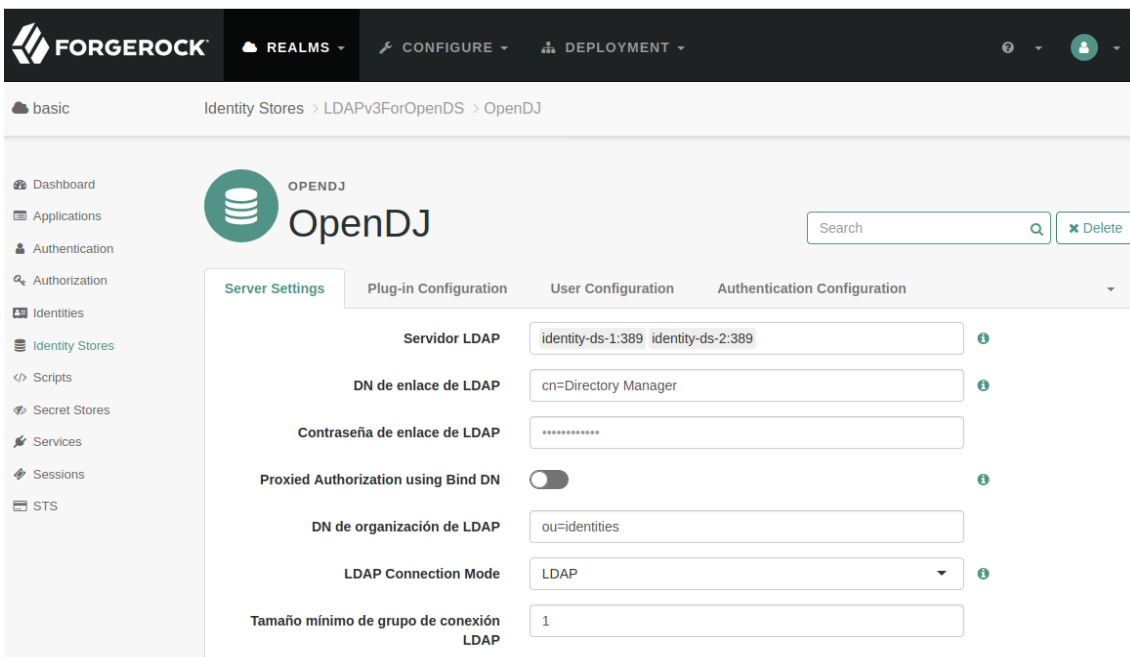 FORGEROCK
REALMS CONFIGURE DEPLOYMENT
basic
Identity Stores > LDAPv3ForOpenDS > OpenDJ
Dashboard
Applications
Authentication
Authorization
Identities
Identity Stores
Scripts
Secret Stores
Services
Sessions
STS
OPENDJ
OpenDJ
Search
Delete
Server Settings Plug-in Configuration User Configuration Authentication Configuration
Servidor LDAP identity-ds-1:389 identity-ds-2:389
DN de enlace de LDAP cn=Directory Manager
Contraseña de enlace de LDAP ••••••••••••
Proxied Authorization using Bind DN
DN de organización de LDAP ou=identities
LDAP Connection Mode LDAP
Tamaño mínimo de grupo de conexión 1
LDAP